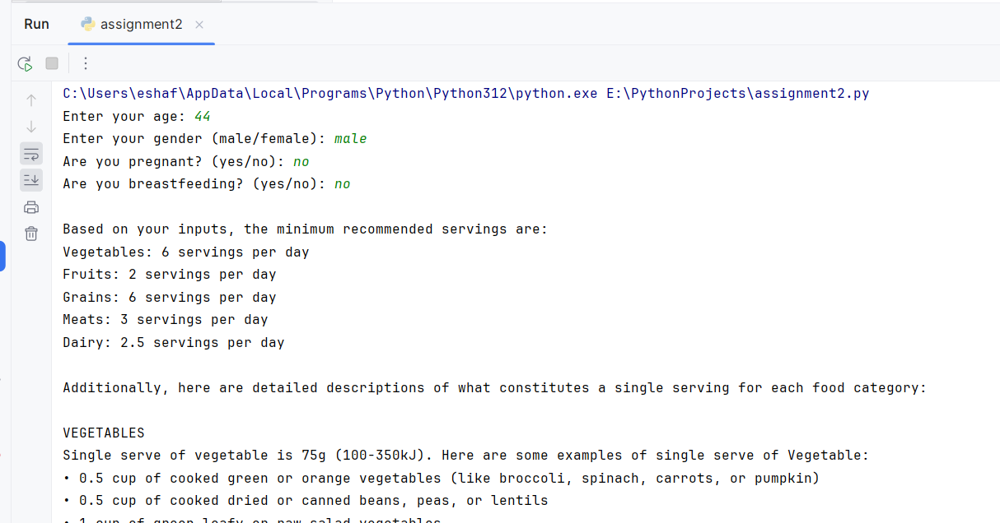 Run
assignment2
C:\Users\eshaf\AppData\Local\Programs\Python\Python312\python.exe E:\PythonProjects\assignment2.py
Enter your age: 44
Enter your gender (male/female): male
Are you pregnant? (yes/no): no
Are you breastfeeding? (yes/no): no
Based on your inputs, the minimum recommended servings are:
Vegetables: 6 servings per day
Fruits: 2 servings per day
Grains: 6 servings per day
Meats: 3 servings per day
Dairy: 2.5 servings per day
Additionally, here are detailed descriptions of what constitutes a single serving for each food category:
VEGETABLES
Single serve of vegetable is 75g (100-350kJ). Here are some examples of single serve of Vegetable:
• 0.5 cup of cooked green or orange vegetables (like broccoli, spinach, carrots, or pumpkin)
• 0.5 cup of cooked dried or canned beans, peas, or lentils
• 1 cup of green leafy or raw salad vegetables